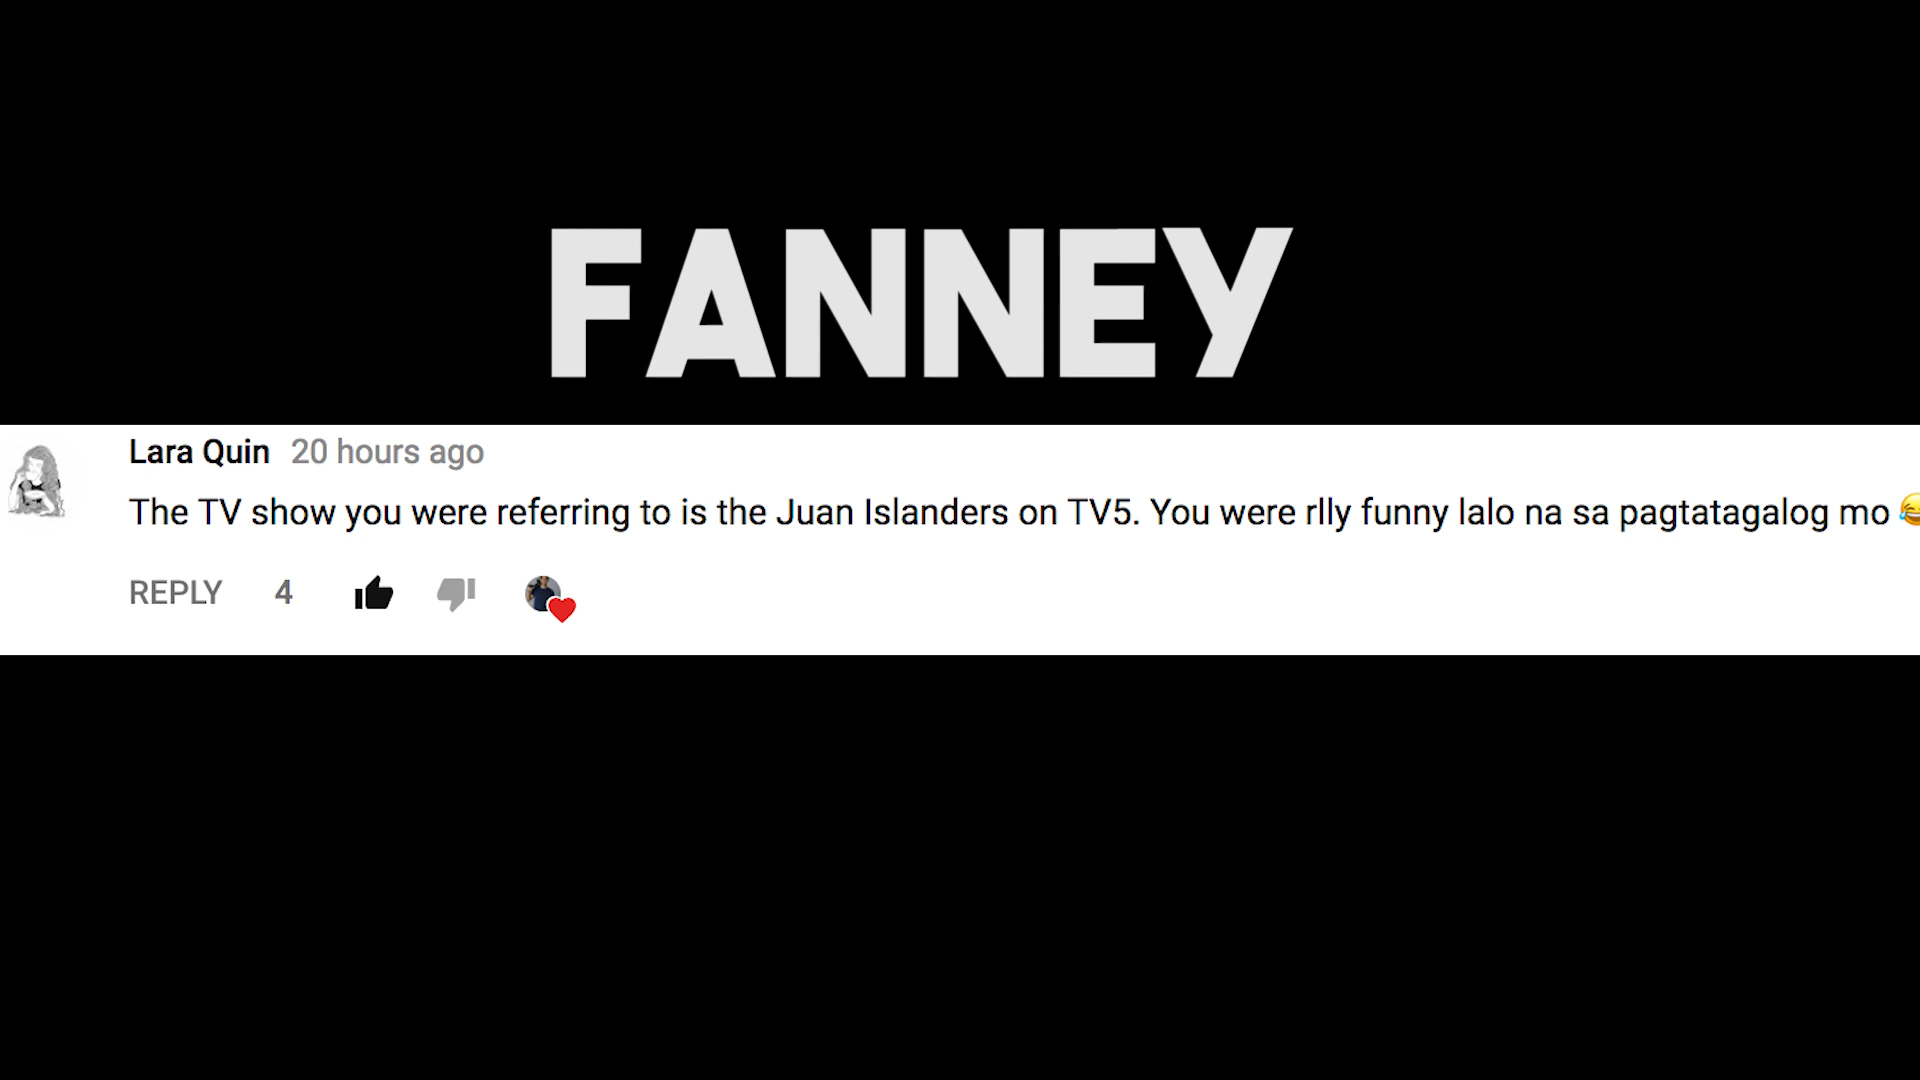 FANNEY
Lara Quin 20 hours ago
The TV show you were referring to is the Juan Islanders on TV5. You were rlly funny lalo na sa pagtatagalog mo 😂
REPLY 4